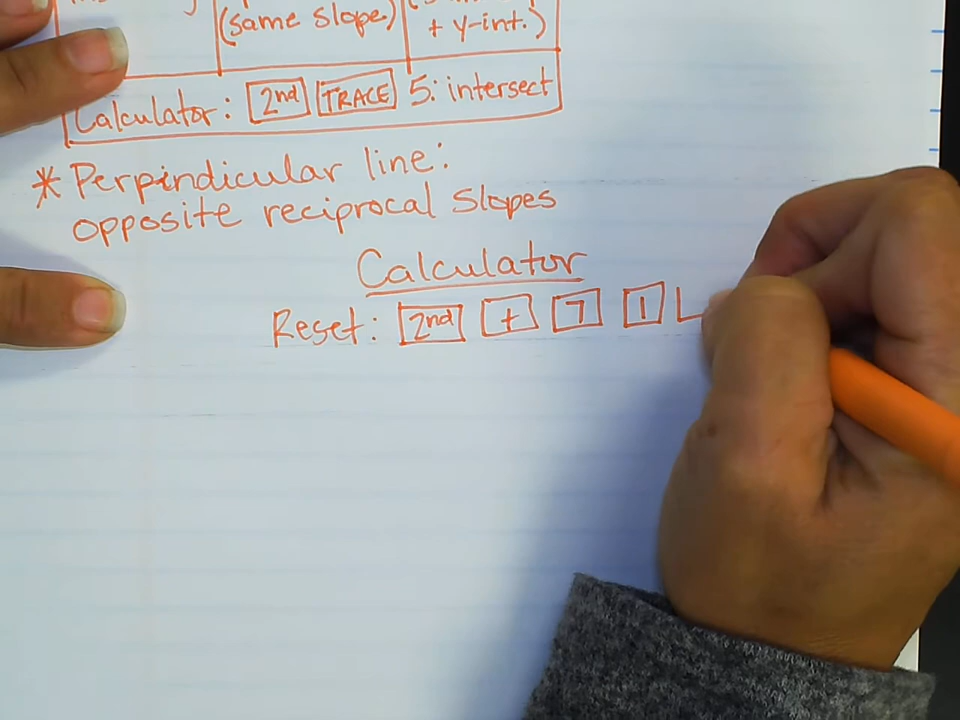 (same slope)
+ y-int.)
Calculator: 2nd TRACE 5: intersect
* Perpindicular line:
opposite reciprocal slopes
Calculator
Reset: 2nd + 7 1